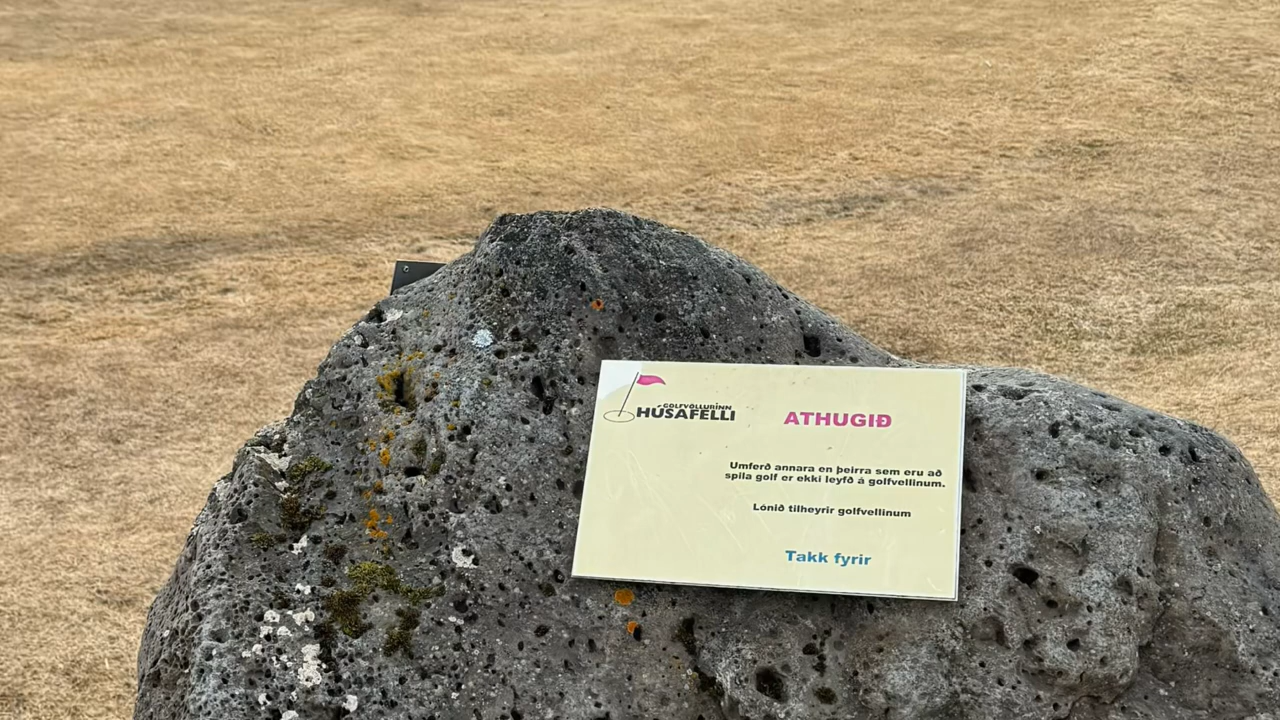 GOLFVÖLLURINN
HÚSAFELLI
ATHUGIÐ
Umferð annara en þeirra sem eru að
spila golf er ekki leyfð á golfvellinum.
Lónið tilheyrir golfvellinum
Takk fyrir